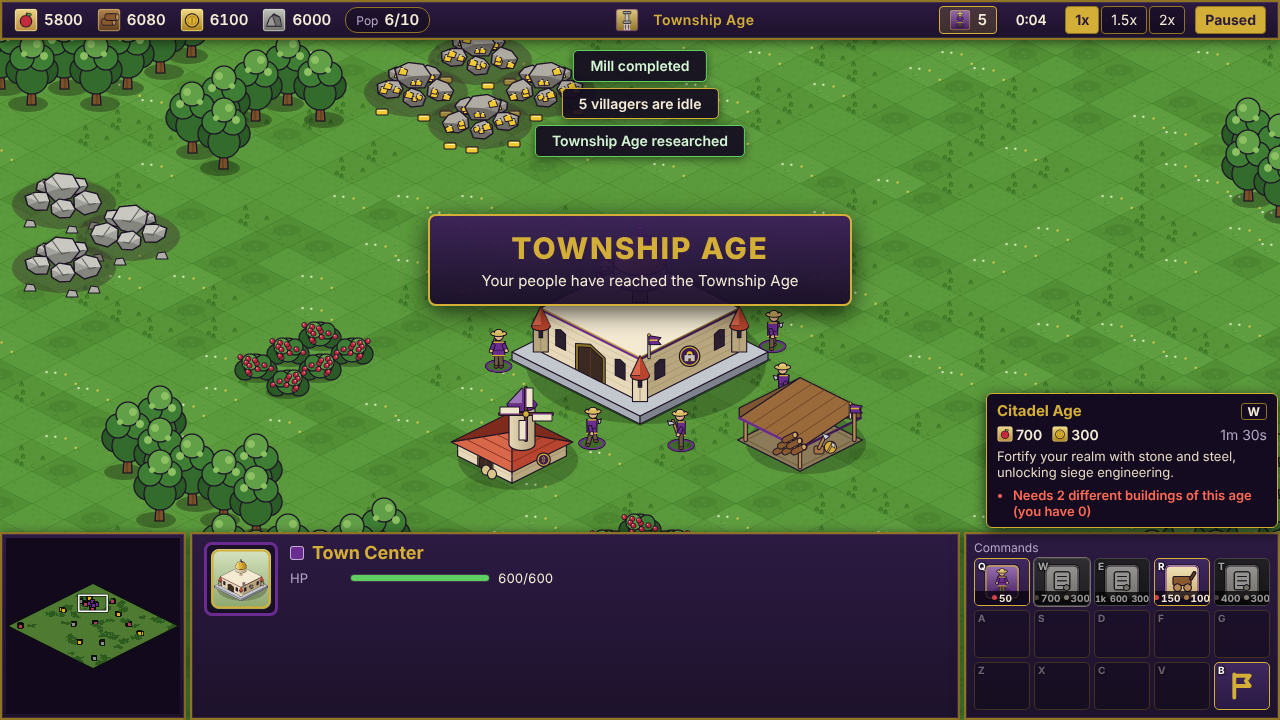 5800 6080 6100 6000 Pop 6/10 Township Age 5 0:04 1x 1.5x 2x Paused
Mill completed
5 villagers are idle
Township Age researched
TOWNSHIP AGE
Your people have reached the Township Age
Citadel Age W
700 300 1m 30s
Fortify your realm with stone and steel,
unlocking siege engineering.
• Needs 2 different buildings of this age
(you have 0)
Town Center
HP 600/600
Commands
Q W E R T
50 700 300 1k 600 300 150 100 400 300
A S D F G
Z X C V B